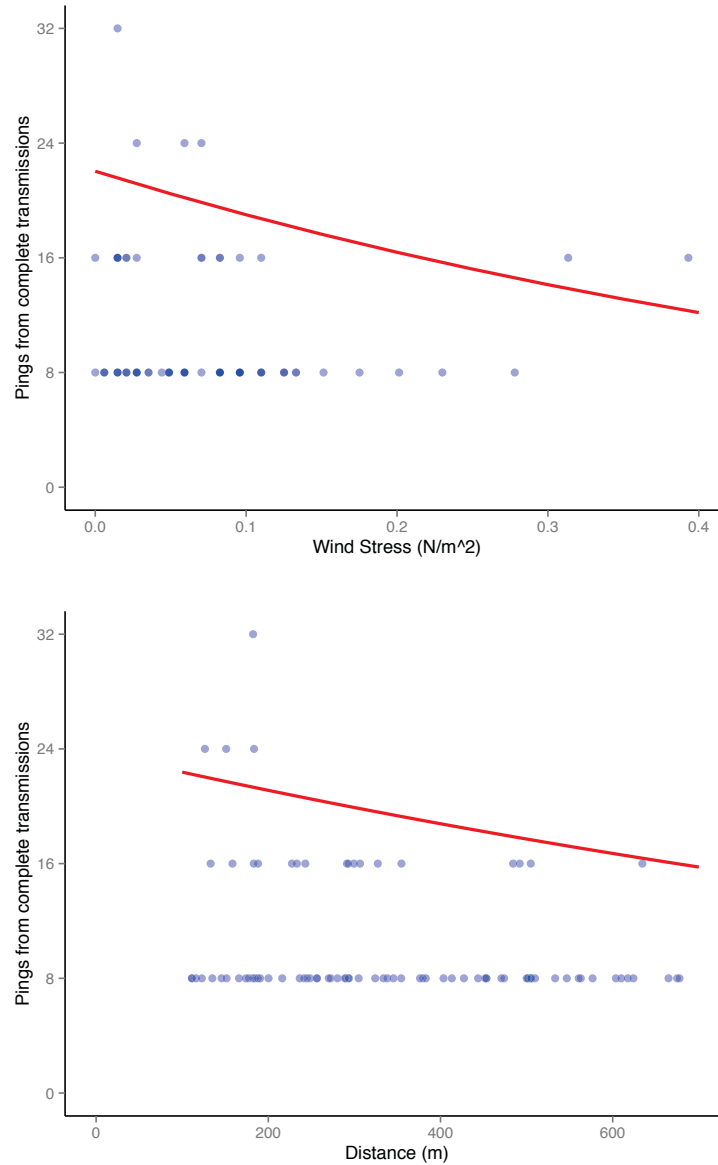 Pings from complete transmissions
32
24
16
8
0
0.0 0.1 0.2 0.3 0.4
Wind Stress (N/m^2)
Pings from complete transmissions
32
24
16
8
0
0 200 400 600
Distance (m)